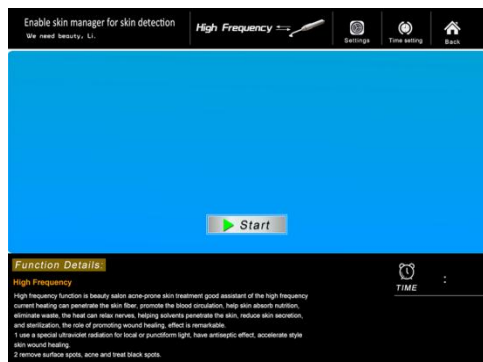 Enable skin manager for skin detection
We need beauty, Li.
High Frequency
Settings
Time setting
Back
Start
Function Details:
High Frequency
High frequency function is beauty salon acne-prone skin treatment good assistant of the high frequency
current heating can penetrate the skin fiber, promote the blood circulation, help skin absorb nutrition,
eliminate waste, the heat can relax nerves, helping solvents penetrate the skin, reduce skin secretion,
and sterilization, the role of promoting wound healing, effect is remarkable.
1 use a special ultraviolet radiation for local or punctiform light, have antiseptic effect, accelerate style
skin wound healing.
2 remove surface spots, acne and treat black spots.
TIME
: